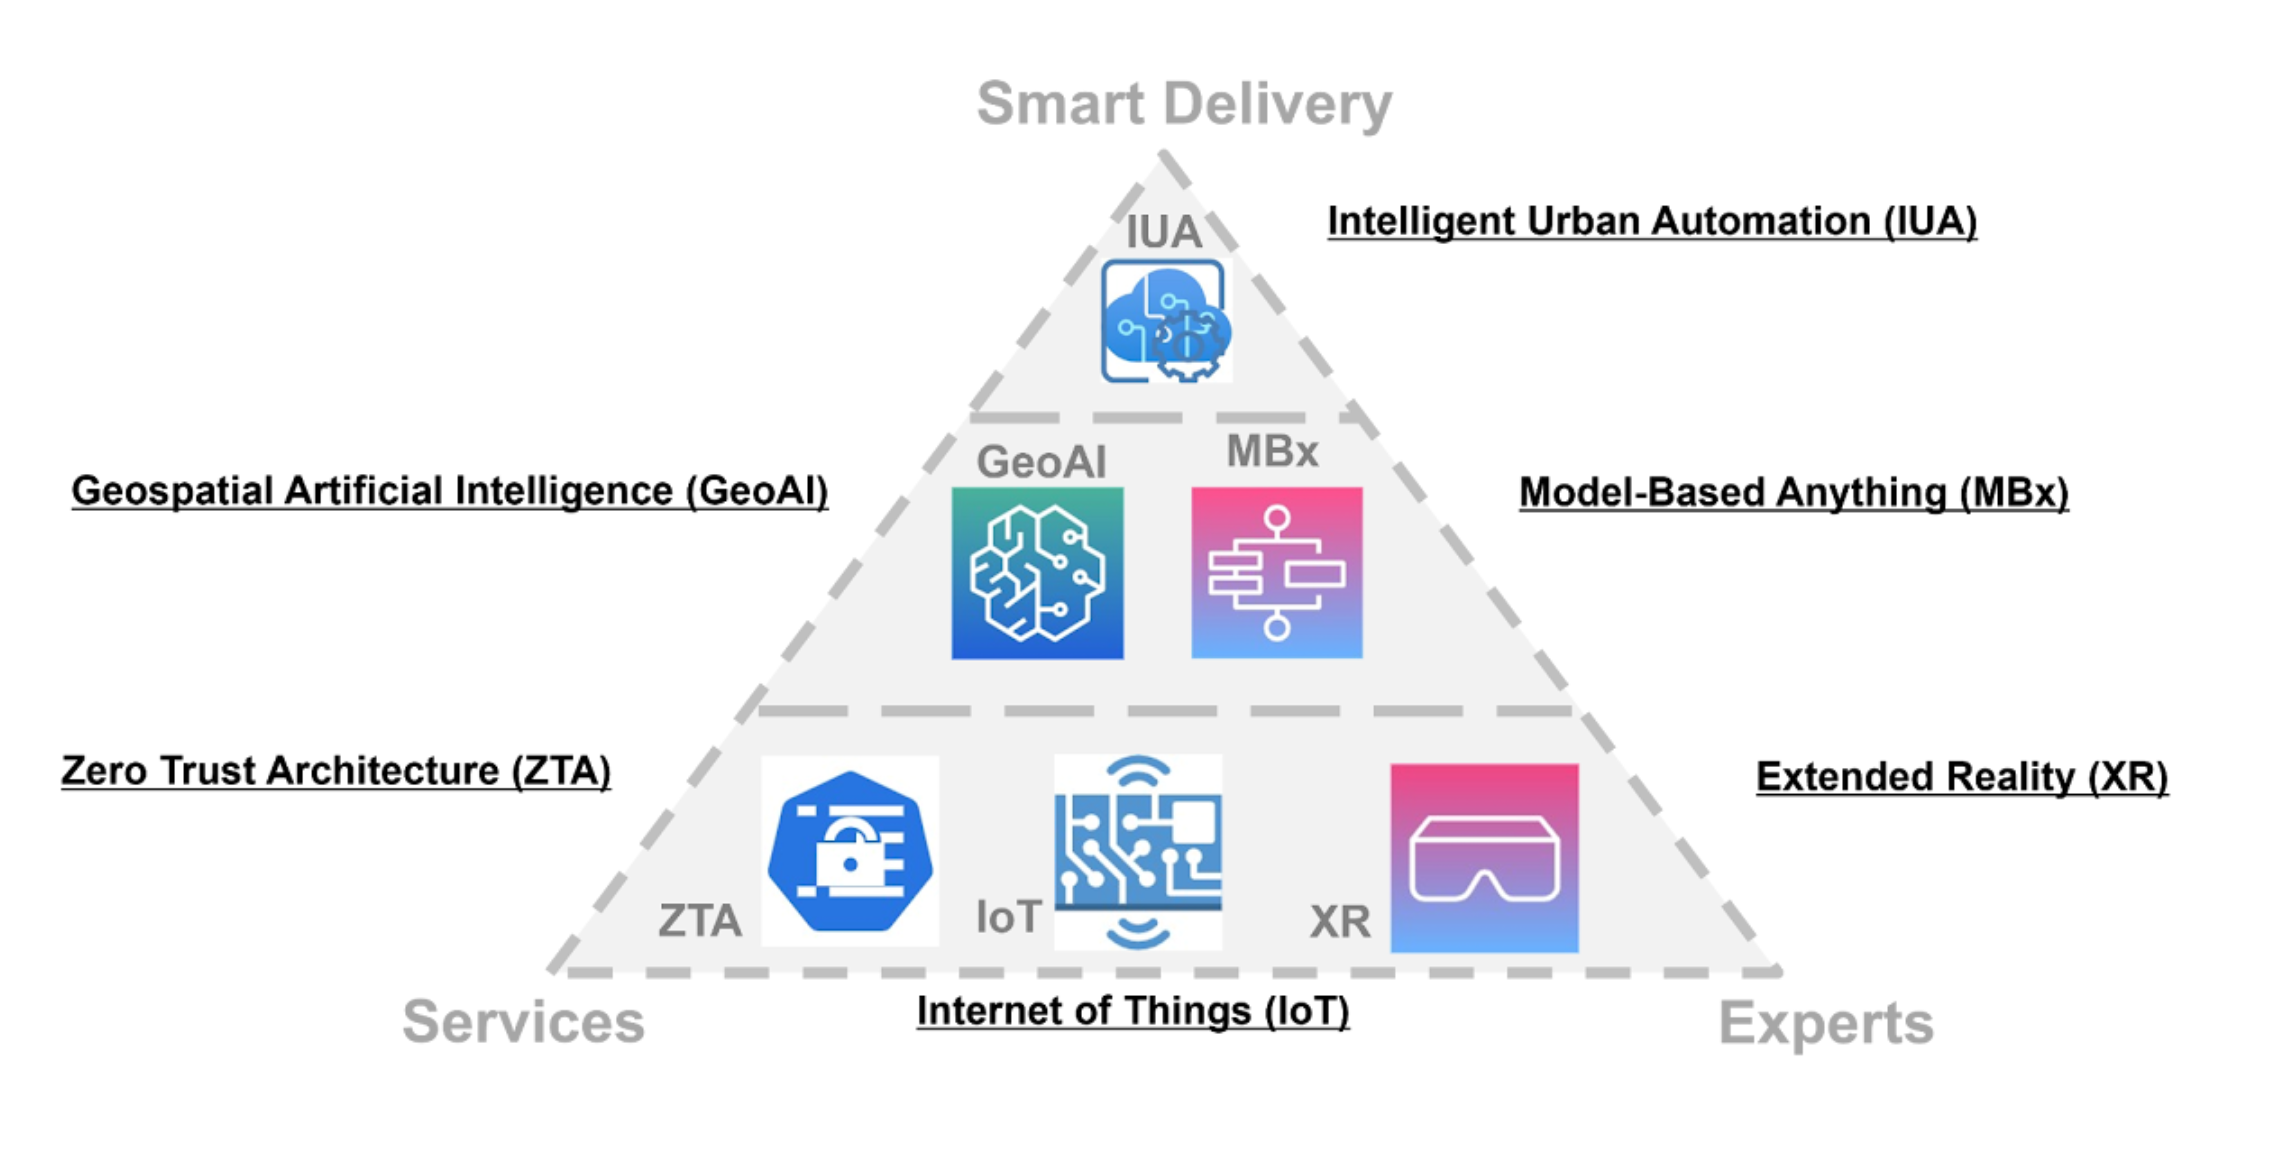 Smart Delivery
IUA
Intelligent Urban Automation (IUA)
GeoAI
MBx
Geospatial Artificial Intelligence (GeoAI)
Model-Based Anything (MBx)
Zero Trust Architecture (ZTA)
Extended Reality (XR)
ZTA
IoT
XR
Services
Internet of Things (IoT)
Experts